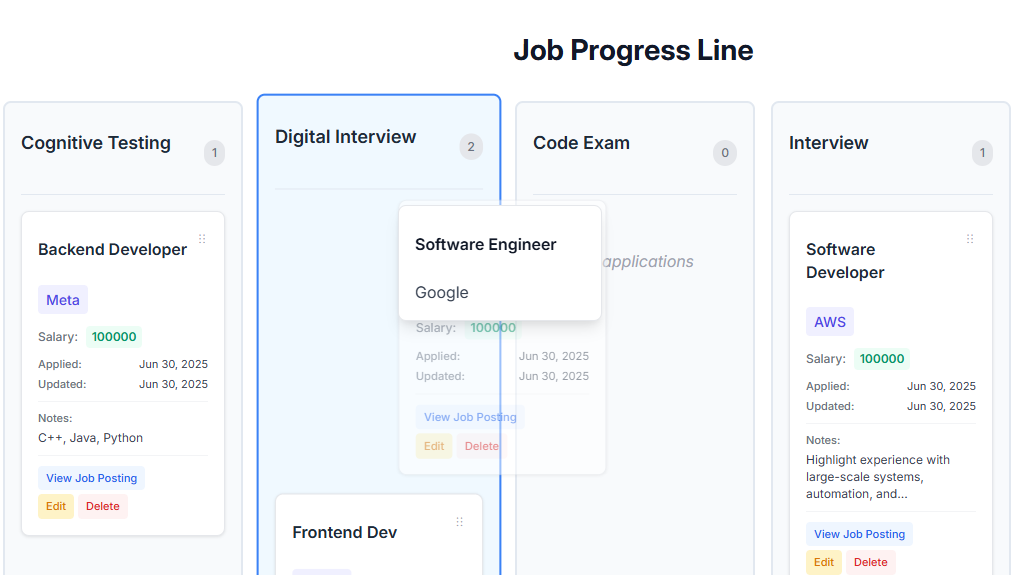 Job Progress Line
Cognitive Testing
1
Backend Developer
Meta
Salary: 100000
Applied: Jun 30, 2025
Updated: Jun 30, 2025
Notes:
C++, Java, Python
View Job Posting
Edit Delete
Digital Interview
2
Software Engineer
Google
Salary: 100000
Applied: Jun 30, 2025
Updated: Jun 30, 2025
View Job Posting
Edit Delete
Frontend Dev
Code Exam
0
applications
Interview
1
Software
Developer
AWS
Salary: 100000
Applied: Jun 30, 2025
Updated: Jun 30, 2025
Notes:
Highlight experience with
large-scale systems,
automation, and...
View Job Posting
Edit Delete